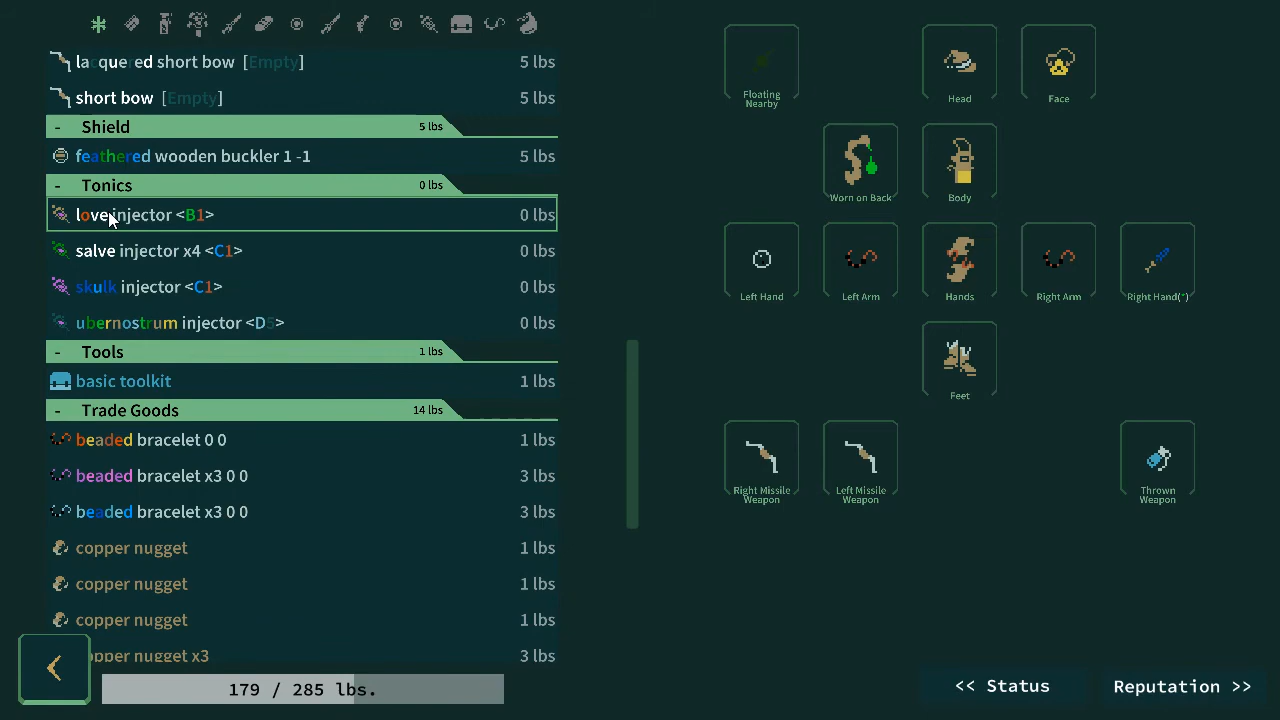 lacquered short bow [Empty] 5 lbs
short bow [Empty] 5 lbs
- Shield 5 lbs
feathered wooden buckler 1 -1 5 lbs
- Tonics 0 lbs
love injector <B1> 0 lbs
salve injector x4 <C1> 0 lbs
skulk injector <C1> 0 lbs
ubernostrum injector <D5> 0 lbs
- Tools 1 lbs
basic toolkit 1 lbs
- Trade Goods 14 lbs
beaded bracelet 0 0 1 lbs
beaded bracelet x3 0 0 3 lbs
beaded bracelet x3 0 0 3 lbs
copper nugget 1 lbs
copper nugget 1 lbs
copper nugget 1 lbs
opper nugget x3 3 lbs
179 / 285 lbs.
Floating
Nearby
Head
Face
Worn on Back
Body
Left Hand
Left Arm
Hands
Right Arm
Right Hand(*)
Feet
Right Missile
Weapon
Left Missile
Weapon
Thrown
Weapon
<< Status
Reputation >>